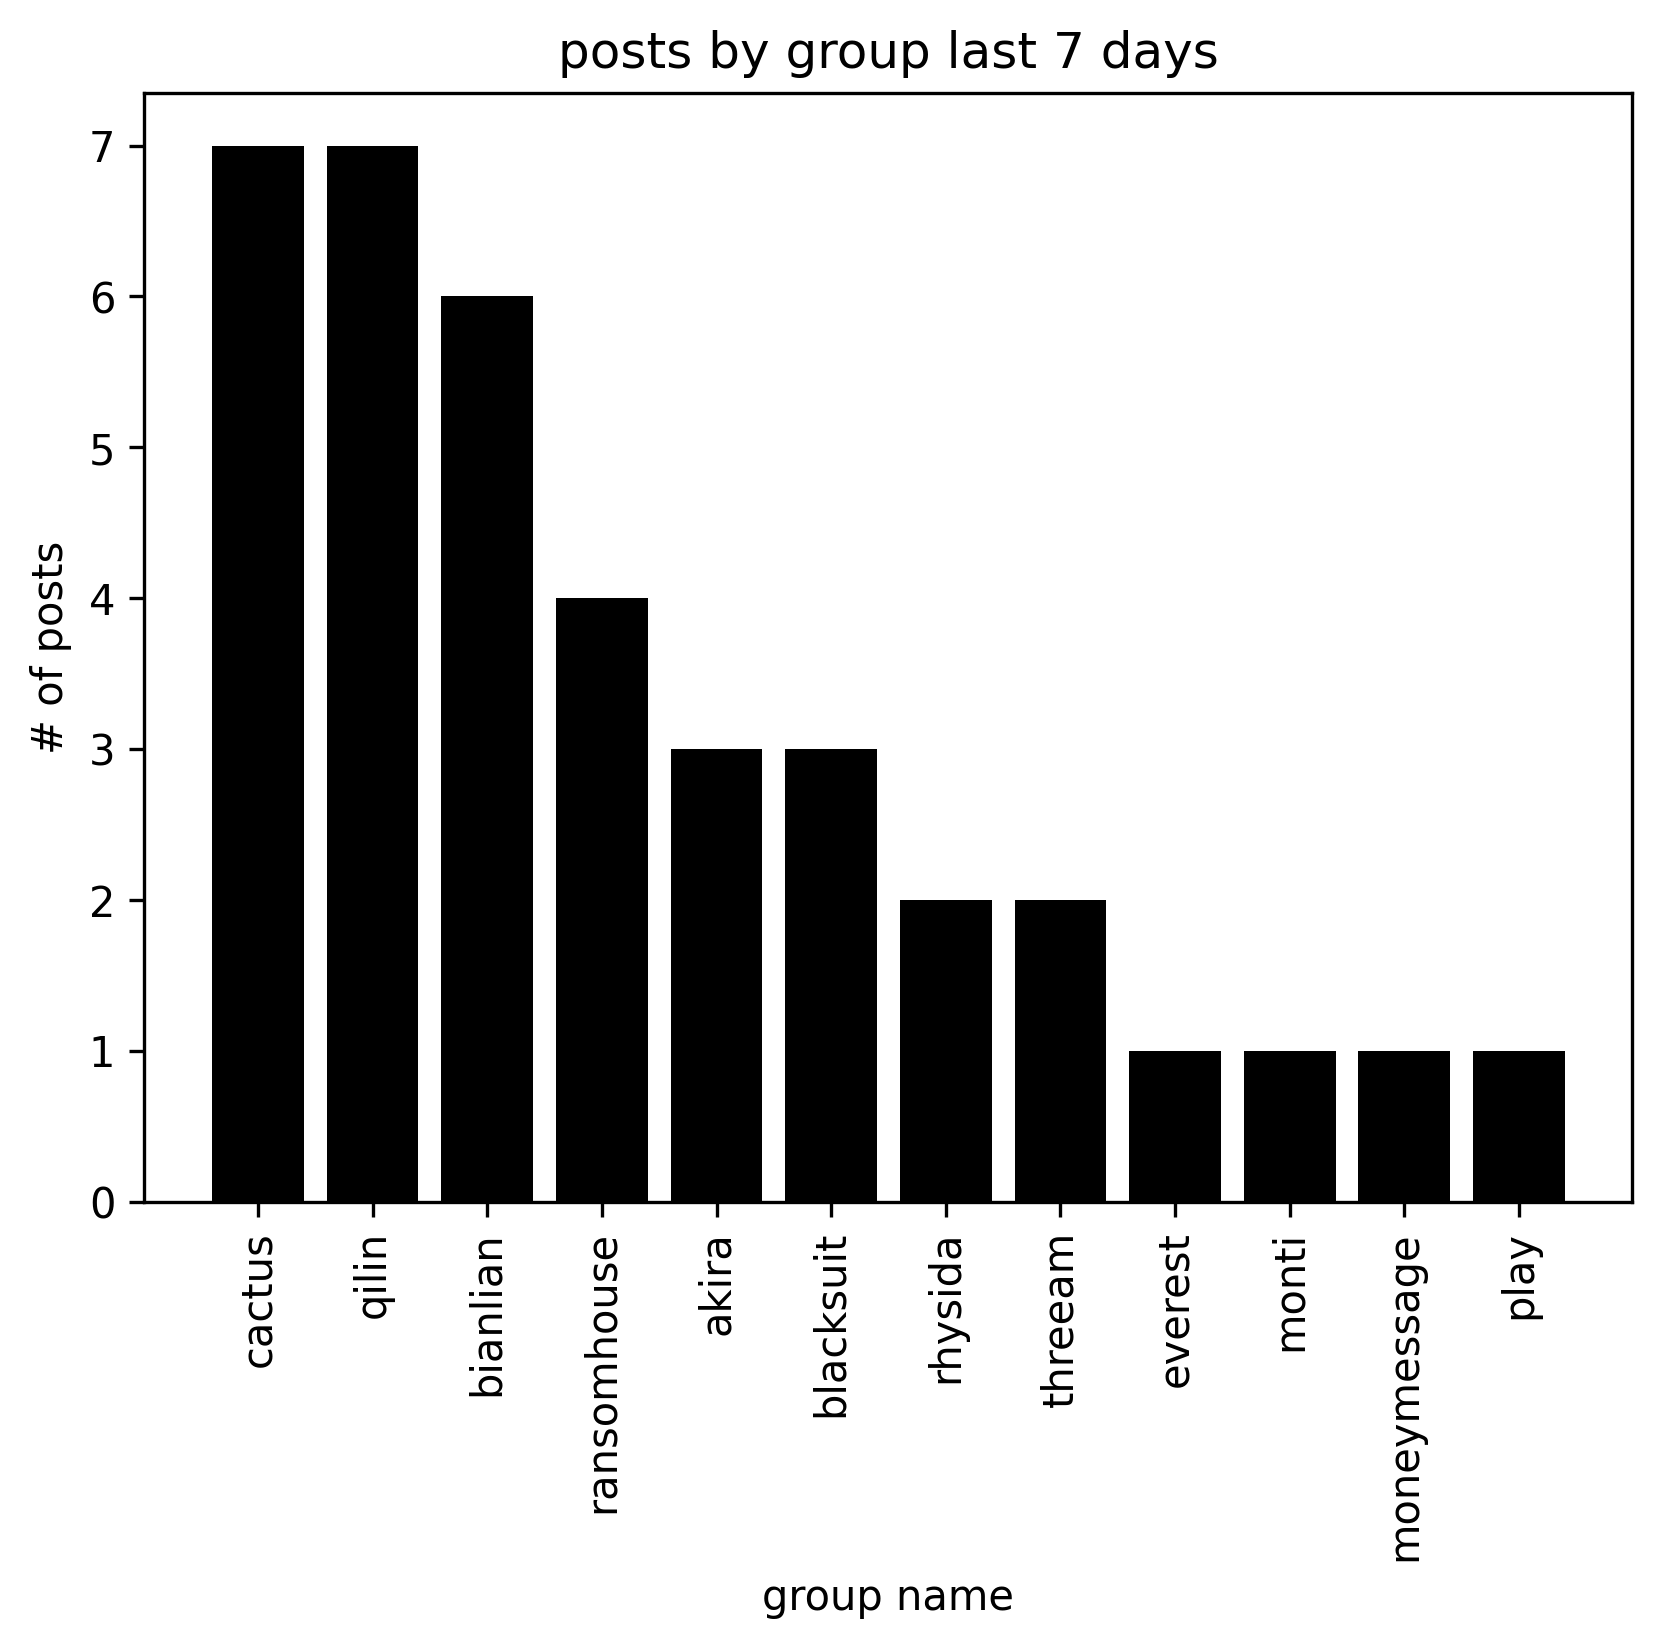 posts by group last 7 days
# of posts
7
6
5
4
3
2
1
0
cactus
qilin
bianlian
ransomhouse
akira
blacksuit
rhysida
threeam
everest
monti
moneymessage
play
group name